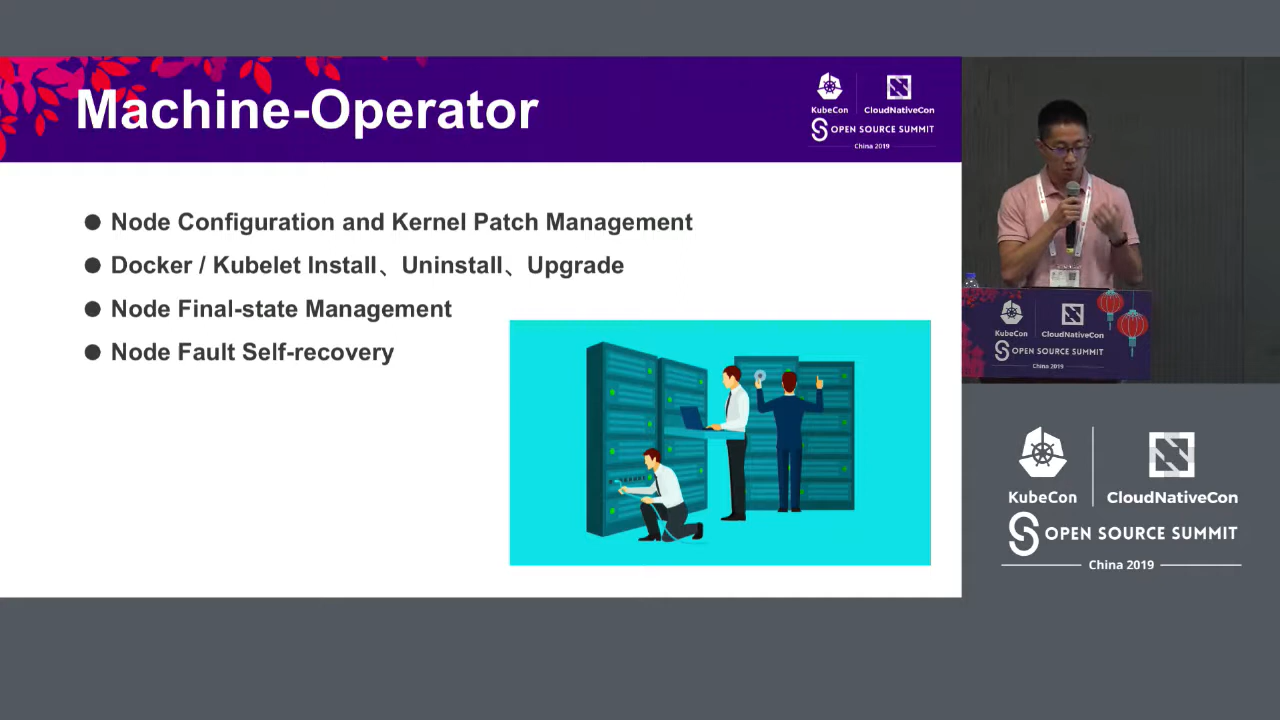 Machine-Operator
KubeCon
CloudNativeCon
OPEN SOURCE SUMMIT
China 2019
● Node Configuration and Kernel Patch Management
● Docker / Kubelet Install、Uninstall、Upgrade
● Node Final-state Management
● Node Fault Self-recovery
KubeCon
CloudNativeCon
OPEN SOURCE SUMMIT
China 2019
KubeCon
CloudNativeCon
OPEN SOURCE SUMMIT
China 2019